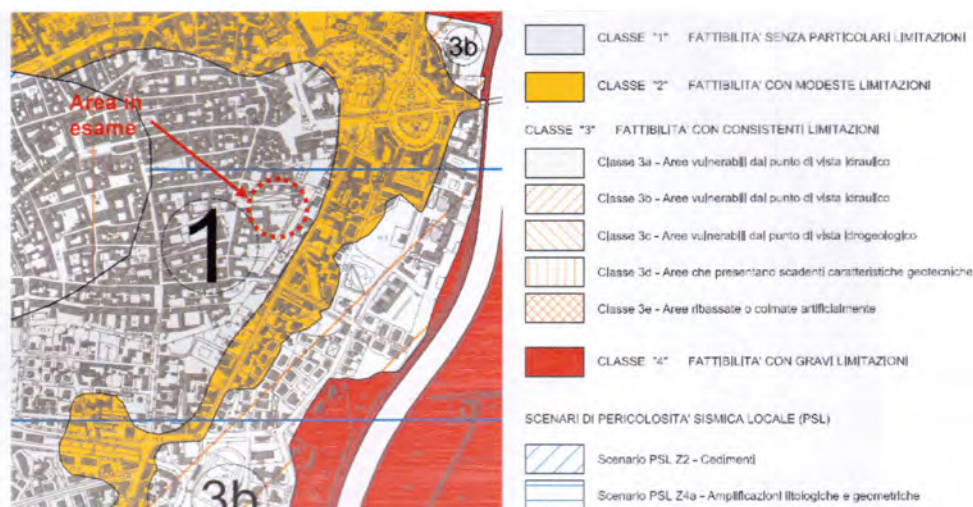 3b
Area in
esame
1
3b
CLASSE "1" FATTIBILITA' SENZA PARTICOLARI LIMITAZIONI
CLASSE "2" FATTIBILITA' CON MODESTE LIMITAZIONI
CLASSE "3" FATTIBILITA' CON CONSISTENTI LIMITAZIONI
Classe 3a - Aree vulnerabili dal punto di vista idraulico
Classe 3b - Aree vulnerabili dal punto di vista idraulico
Classe 3c - Aree vulnerabili dal punto di vista idrogeologico
Classe 3d - Aree che presentano scadenti caratteristiche geotecniche
Classe 3e - Aree ribassate o colmate artificialmente
CLASSE "4" FATTIBILITA' CON GRAVI LIMITAZIONI
SCENARI DI PERICOLOSITA' SISMICA LOCALE (PSL)
Scenario PSL Z2 - Cedimenti
Scenario PSL Z4a - Amplificazioni litologiche e geometriche